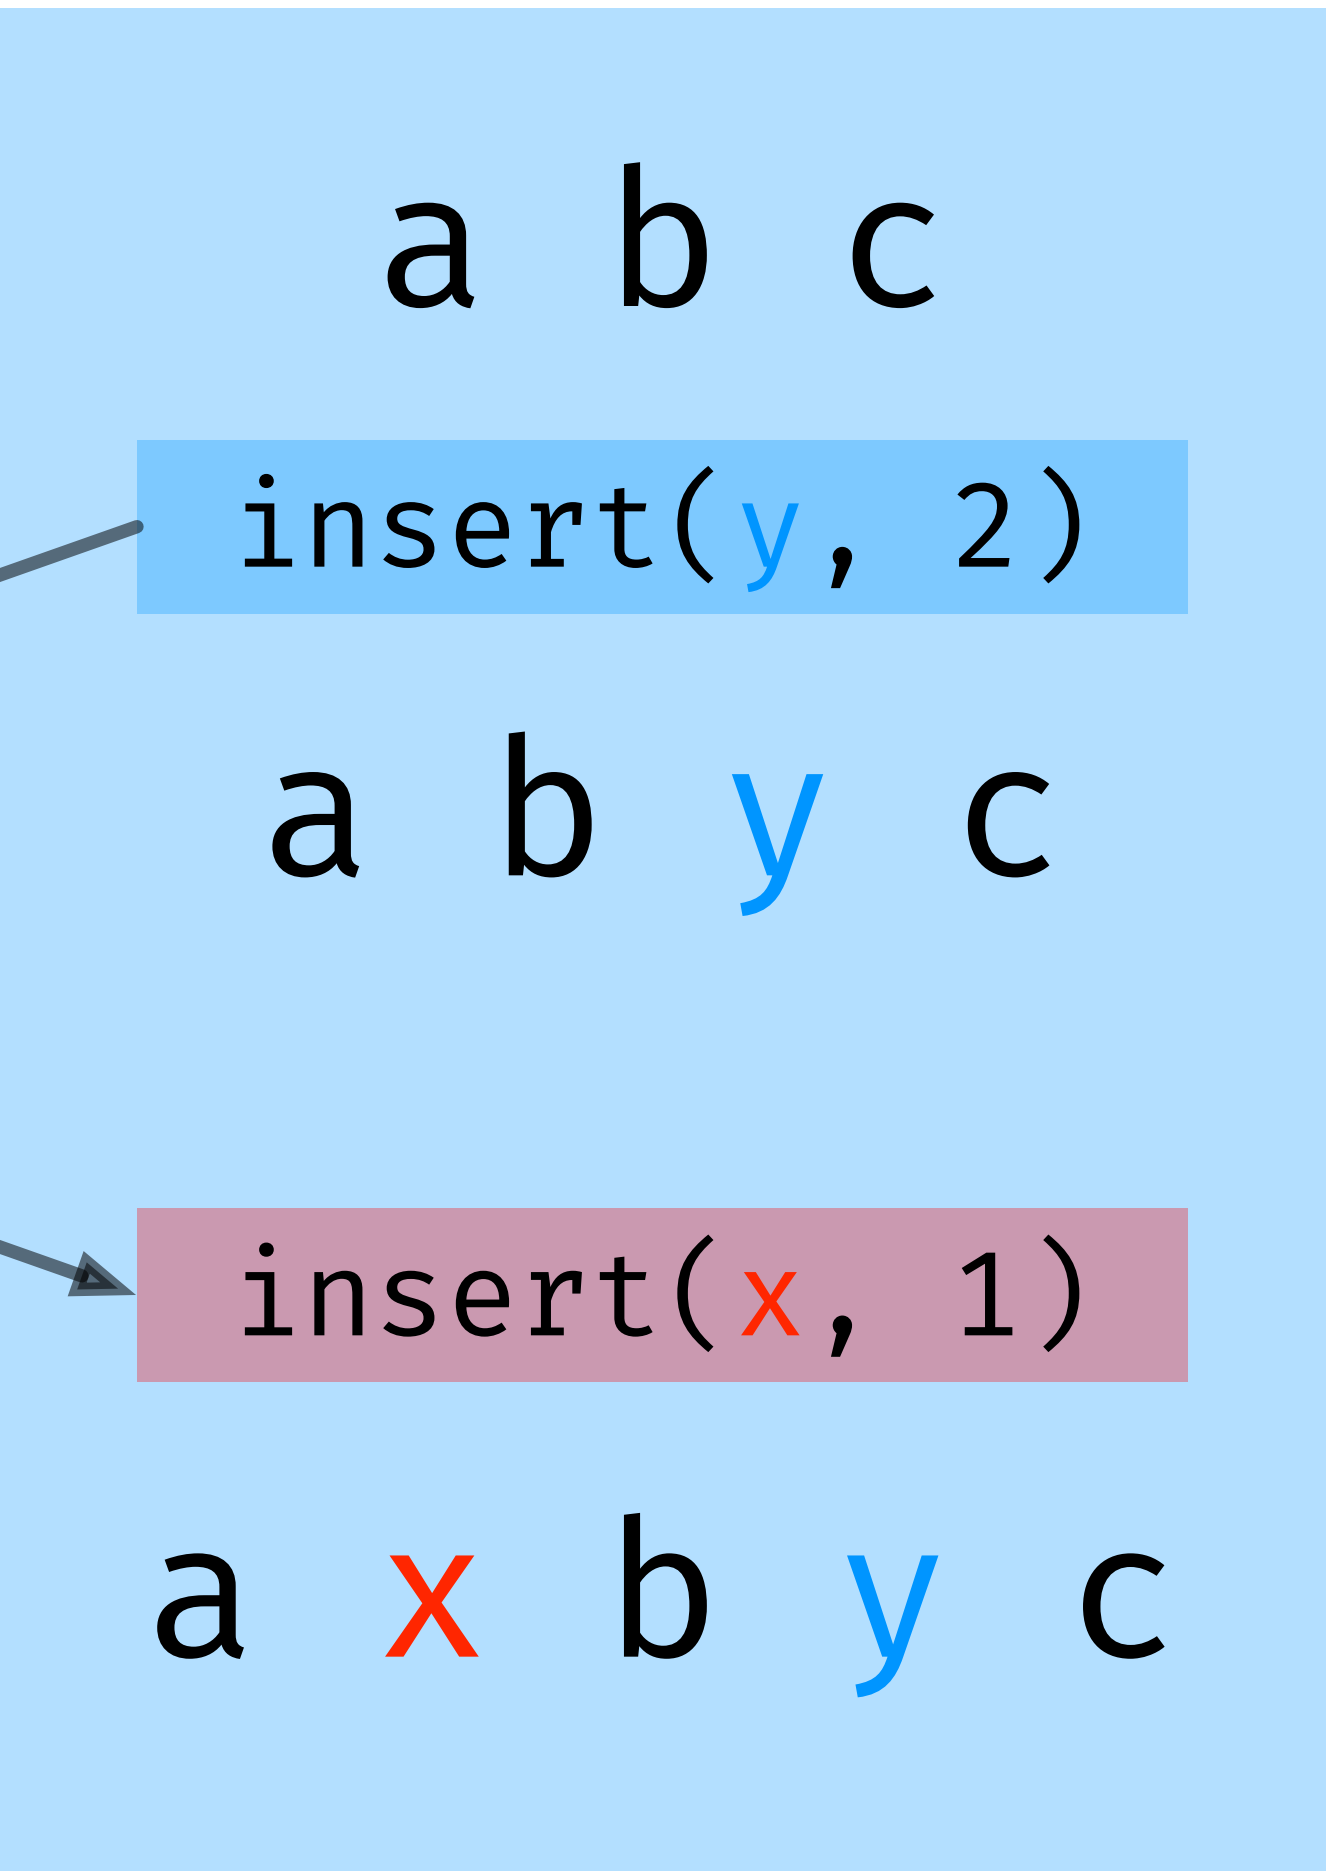 a b c
insert(y, 2)
a b y c
insert(x, 1)
a x b y c